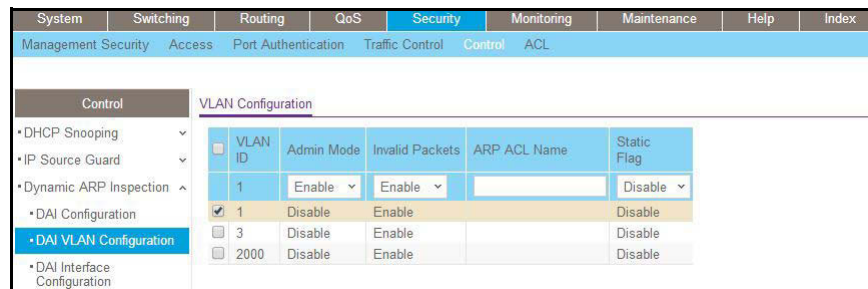 System Switching Routing QoS Security Monitoring Maintenance Help Index
Management Security Access Port Authentication Traffic Control Control ACL
Control
DHCP Snooping
IP Source Guard
Dynamic ARP Inspection
DAI Configuration
DAI VLAN Configuration
DAI Interface
Configuration
VLAN Configuration
VLAN ID Admin Mode Invalid Packets ARP ACL Name Static Flag
1 Enable Enable Disable
1 Disable Enable Disable
3 Disable Enable Disable
2000 Disable Enable Disable